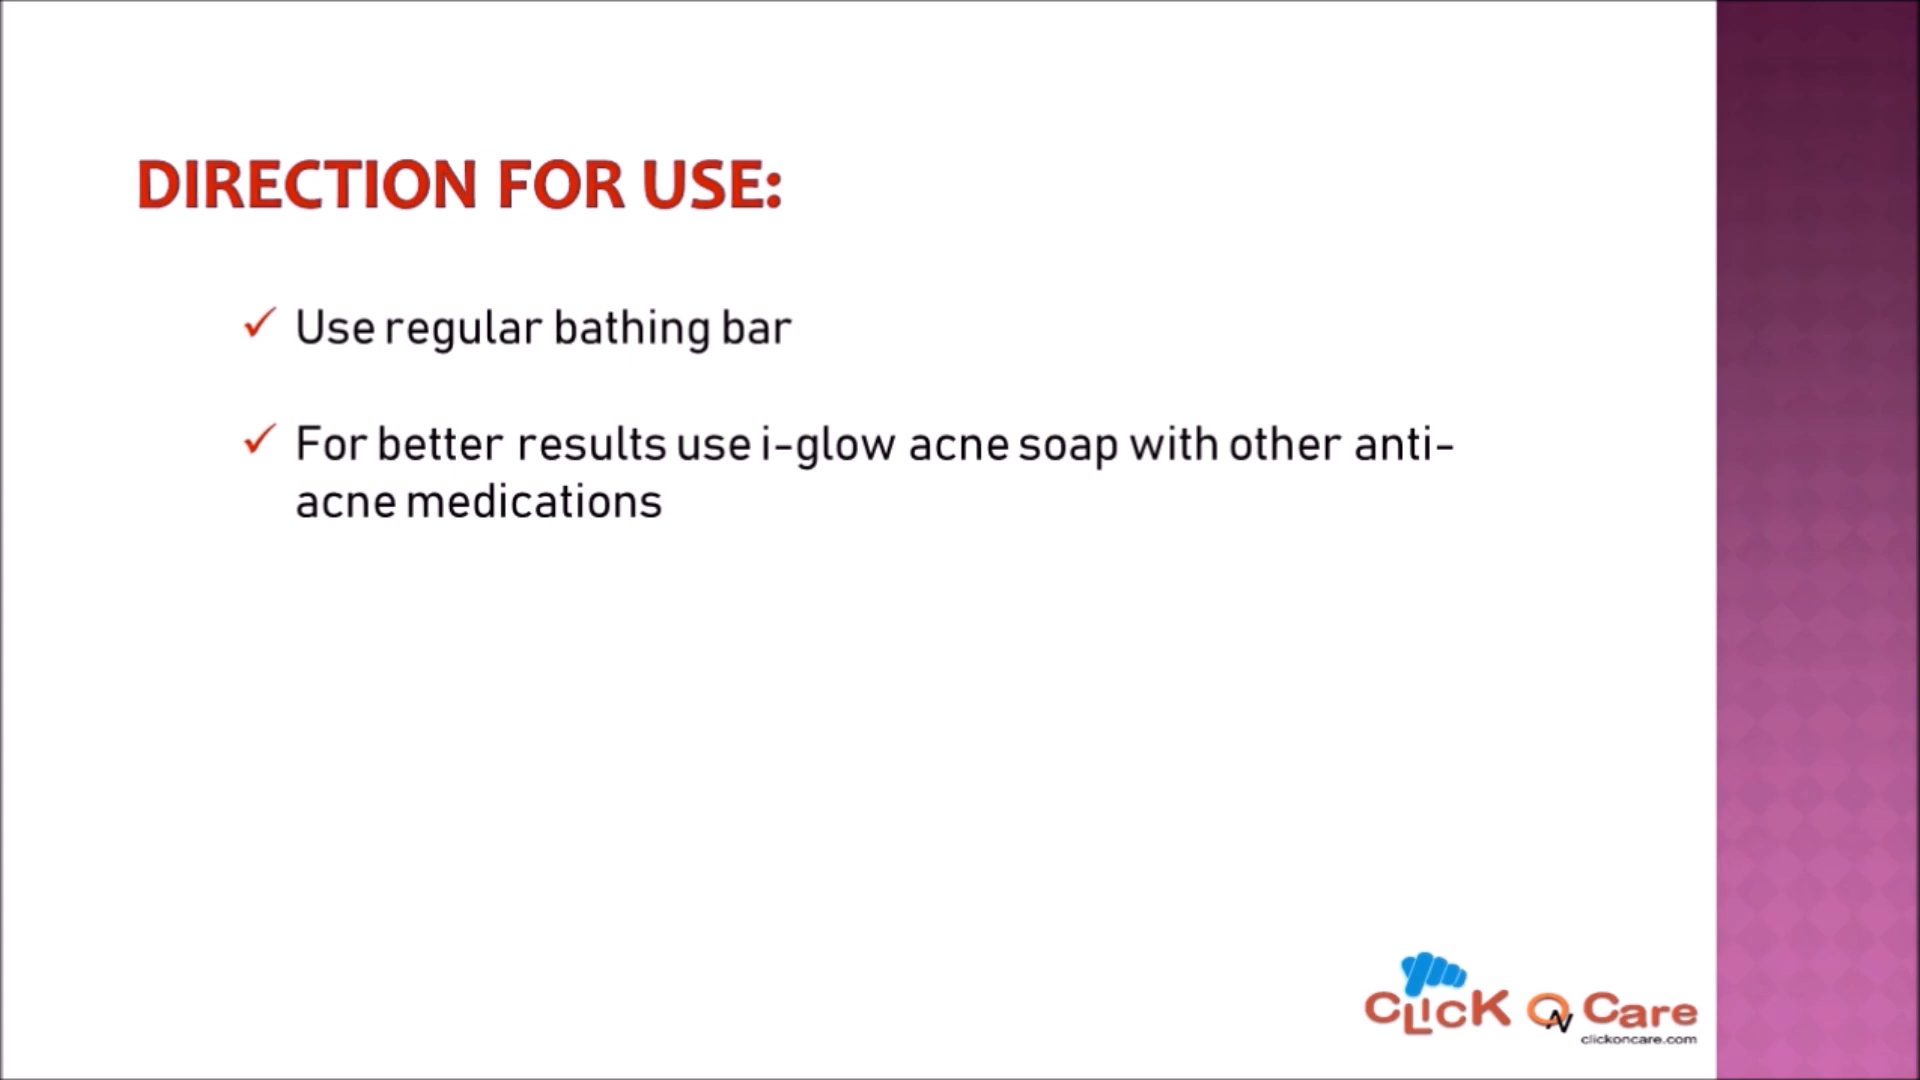 DIRECTION FOR USE:
Use regular bathing bar
For better results use i-glow acne soap with other anti-
acne medications
CLicK ON Care
clickoncare.com